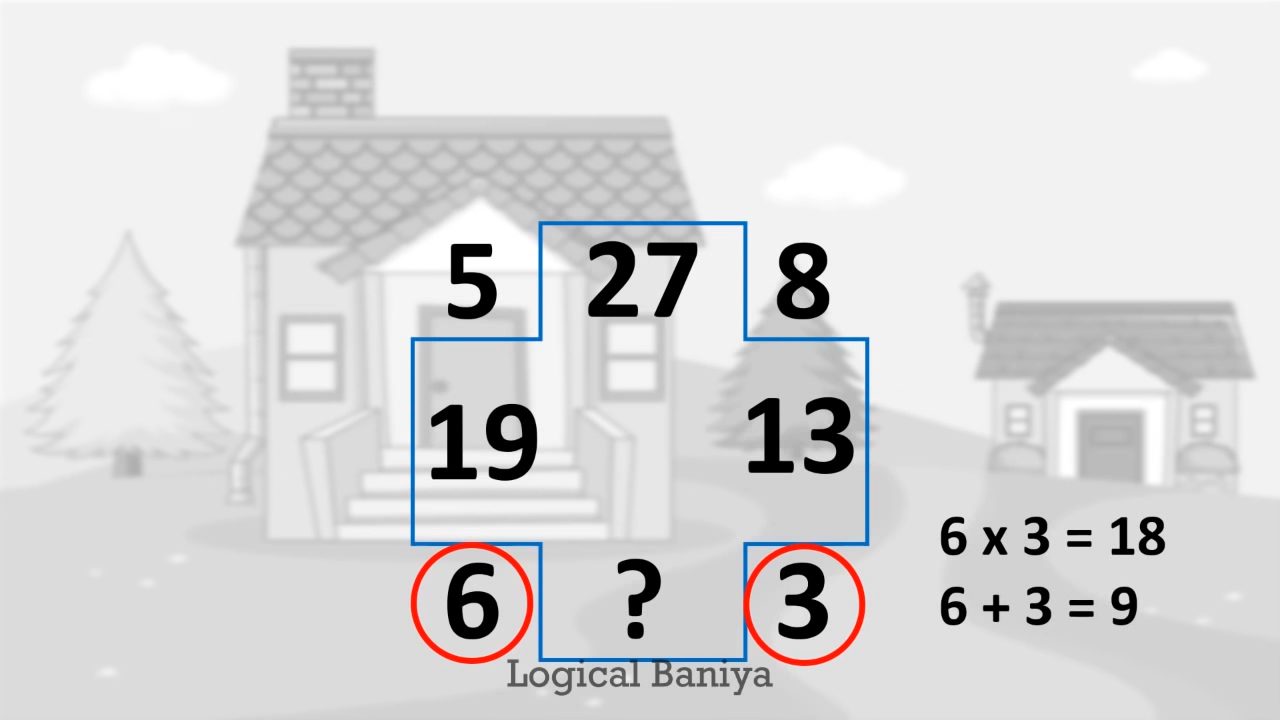 5 27 8
19 13
6 ? 3
6 x 3 = 18
6 + 3 = 9
Logical Baniya